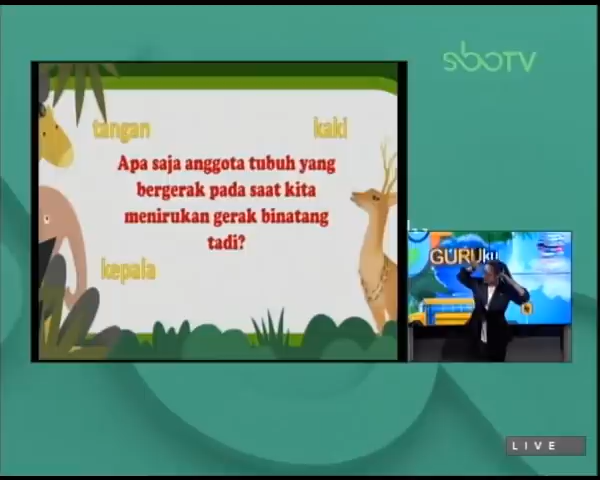 sboTV
tangan
kaki
Apa saja anggota tubuh yang
bergerak pada saat kita
menirukan gerak binatang
tadi?
kepala
GURUku
LIVE